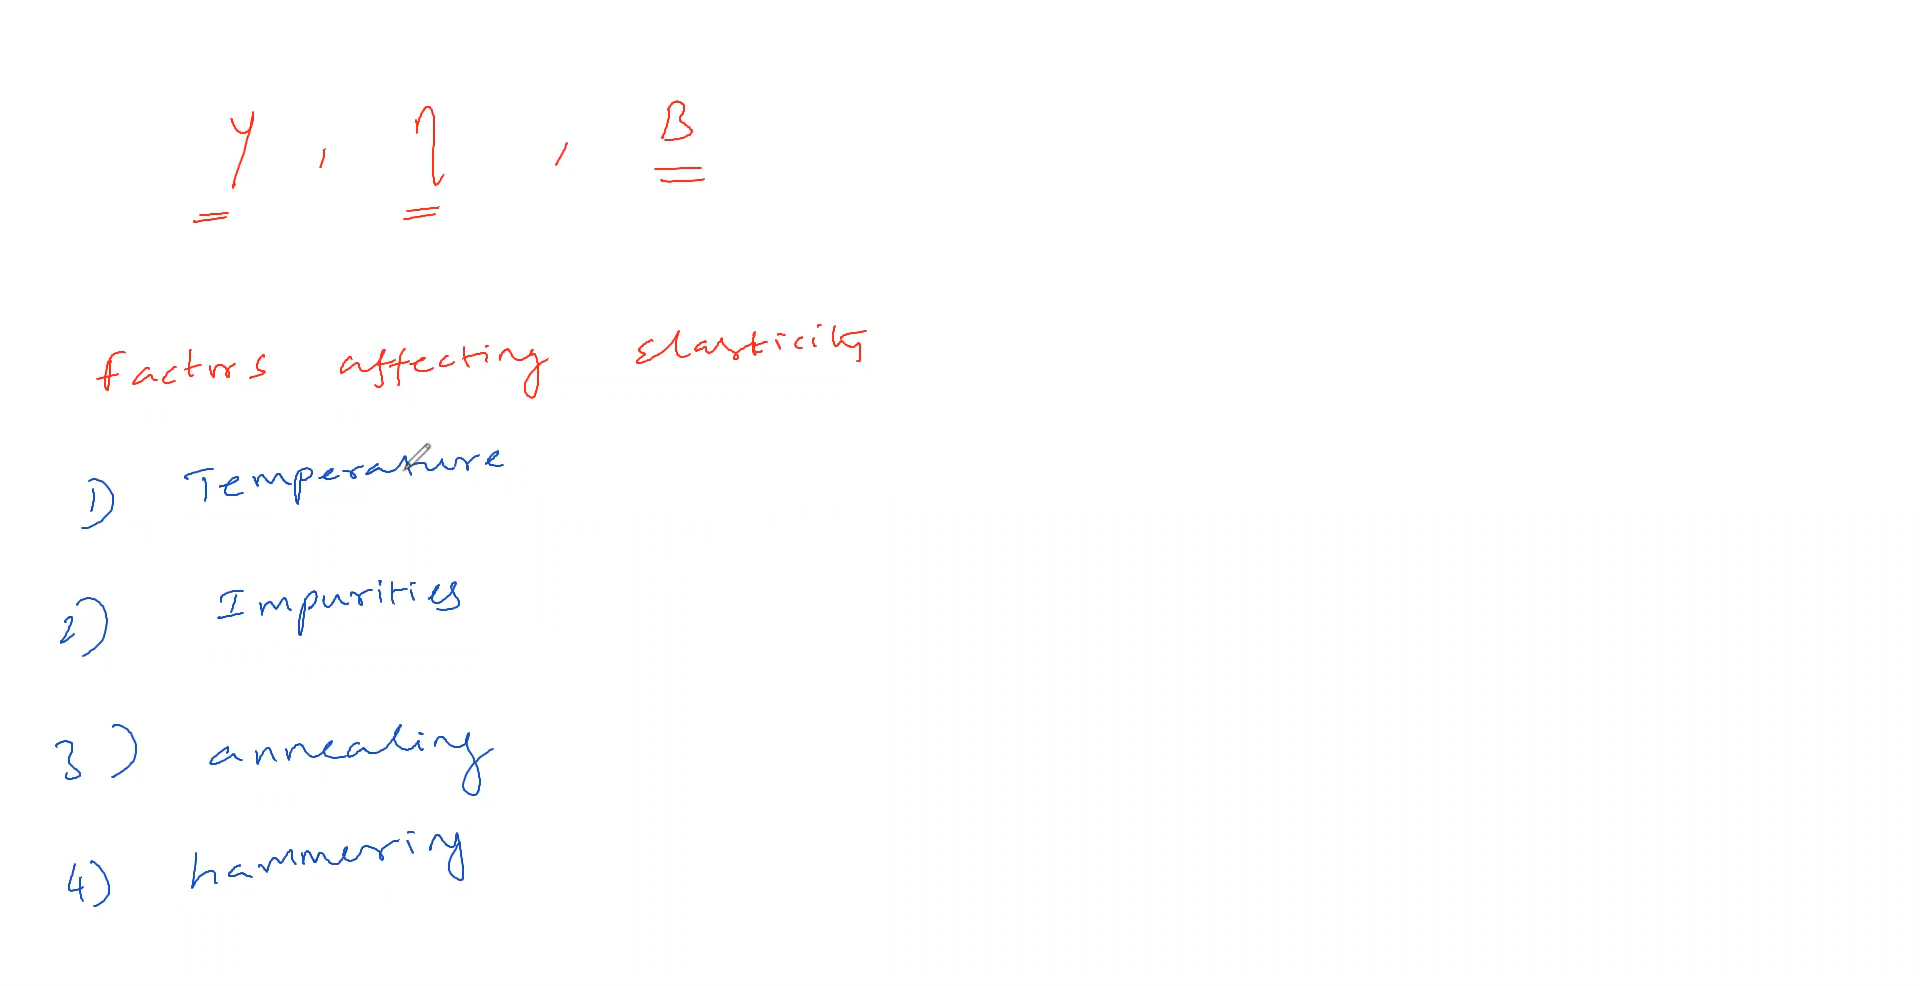 Y, η, B
factors affecting Elasticity
1) Temperature
2) Impurities
3) annealing
4) hammering